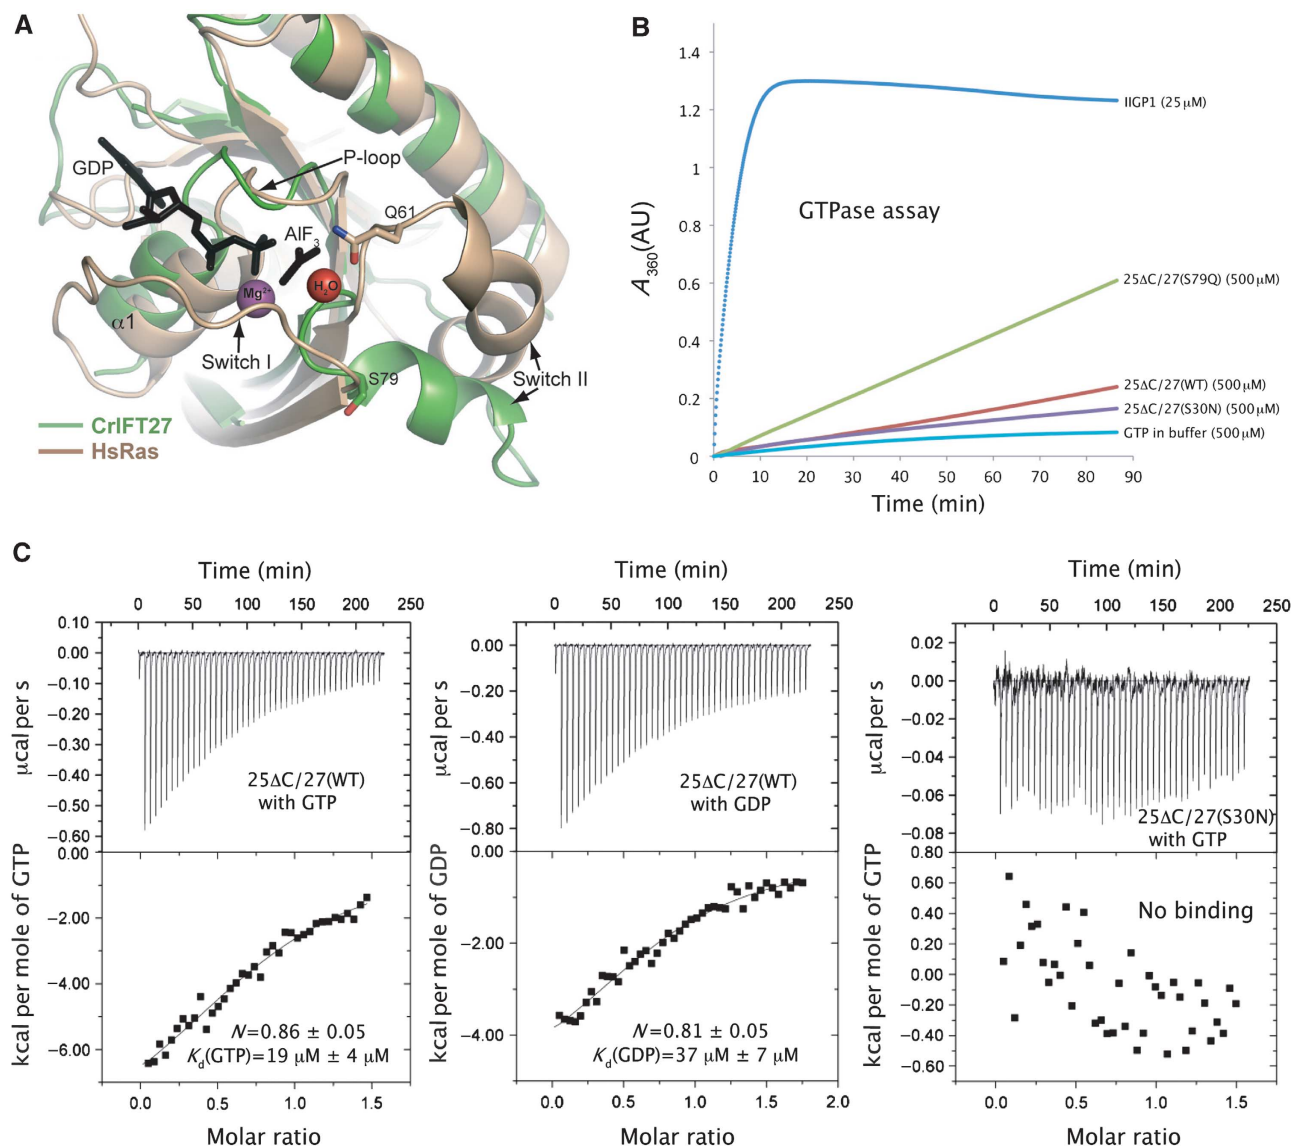 A
GDP
P-loop
Q61
AlF3
Mg2+
H2O
α1
Switch I
S79
Switch II
CrIFT27
HsRas
B
1.4
1.2
1
0.8
0.6
0.4
0.2
0
A360(AU)
GTPase assay
IIGP1 (25 μM)
25ΔC/27(S79Q) (500 μM)
25ΔC/27(WT) (500 μM)
25ΔC/27(S30N) (500 μM)
GTP in buffer (500 μM)
0 10 20 30 40 50 60 70 80 90
Time (min)
C
Time (min)
0 50 100 150 200 250
0.10
0.00
−0.10
−0.20
−0.30
−0.40
−0.50
−0.60
μcal per s
25ΔC/27(WT)
with GTP
0.00
−2.00
−4.00
−6.00
kcal per mole of GTP
N=0.86 ± 0.05
Kd(GTP)=19 μM ± 4 μM
0.0 0.5 1.0 1.5
Molar ratio
Time (min)
0 50 100 150 200 250
0.00
−0.20
−0.40
−0.60
−0.80
μcal per s
25ΔC/27(WT)
with GDP
0.00
−2.00
−4.00
kcal per mole of GDP
N=0.81 ± 0.05
Kd(GDP)=37 μM ± 7 μM
0.0 0.5 1.0 1.5 2.0
Molar ratio
Time (min)
0 50 100 150 200 250
0.02
0.00
−0.02
−0.04
−0.06
−0.08
μcal per s
25ΔC/27(S30N)
with GTP
0.80
0.60
0.40
0.20
0.00
−0.20
−0.40
−0.60
kcal per mole of GTP
No binding
0.0 0.5 1.0 1.5
Molar ratio